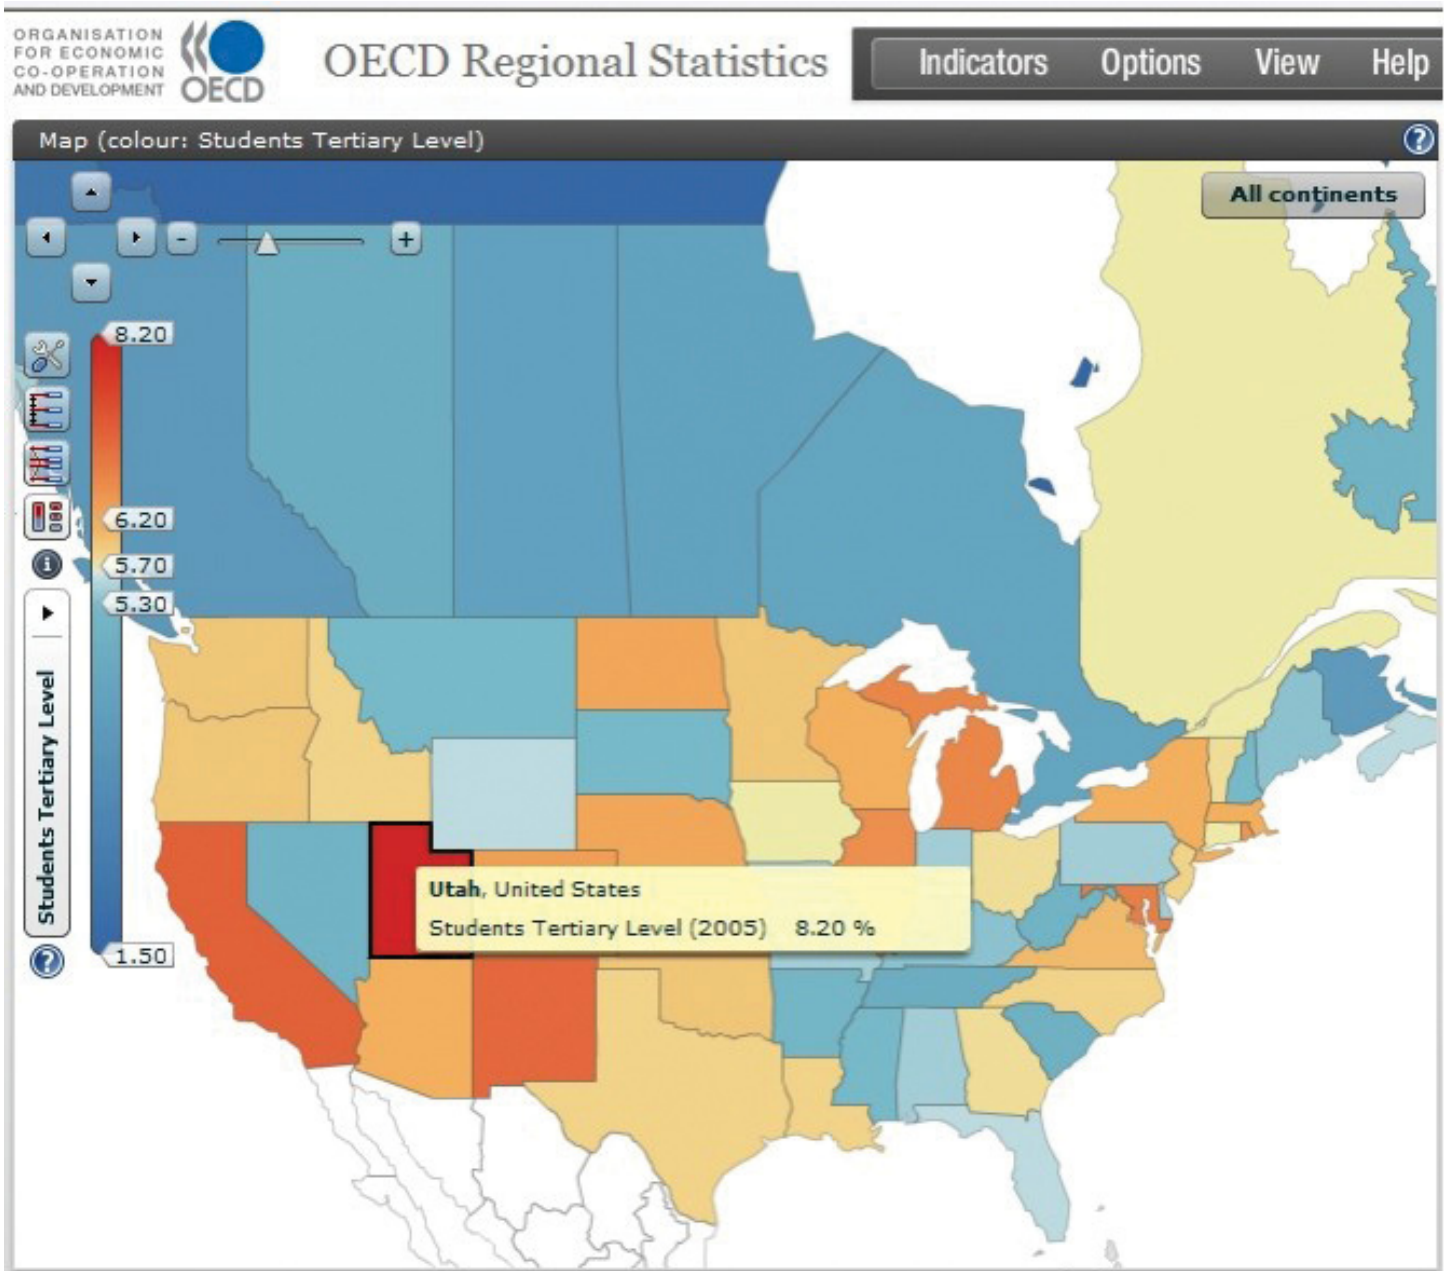 ORGANISATION
FOR ECONOMIC
CO-OPERATION
AND DEVELOPMENT
OECD
OECD Regional Statistics
Indicators Options View Help
Map (colour: Students Tertiary Level)
?
All continents
-
+
8.20
6.20
5.70
5.30
1.50
i
Students Tertiary Level
?
Utah, United States
Students Tertiary Level (2005) 8.20 %